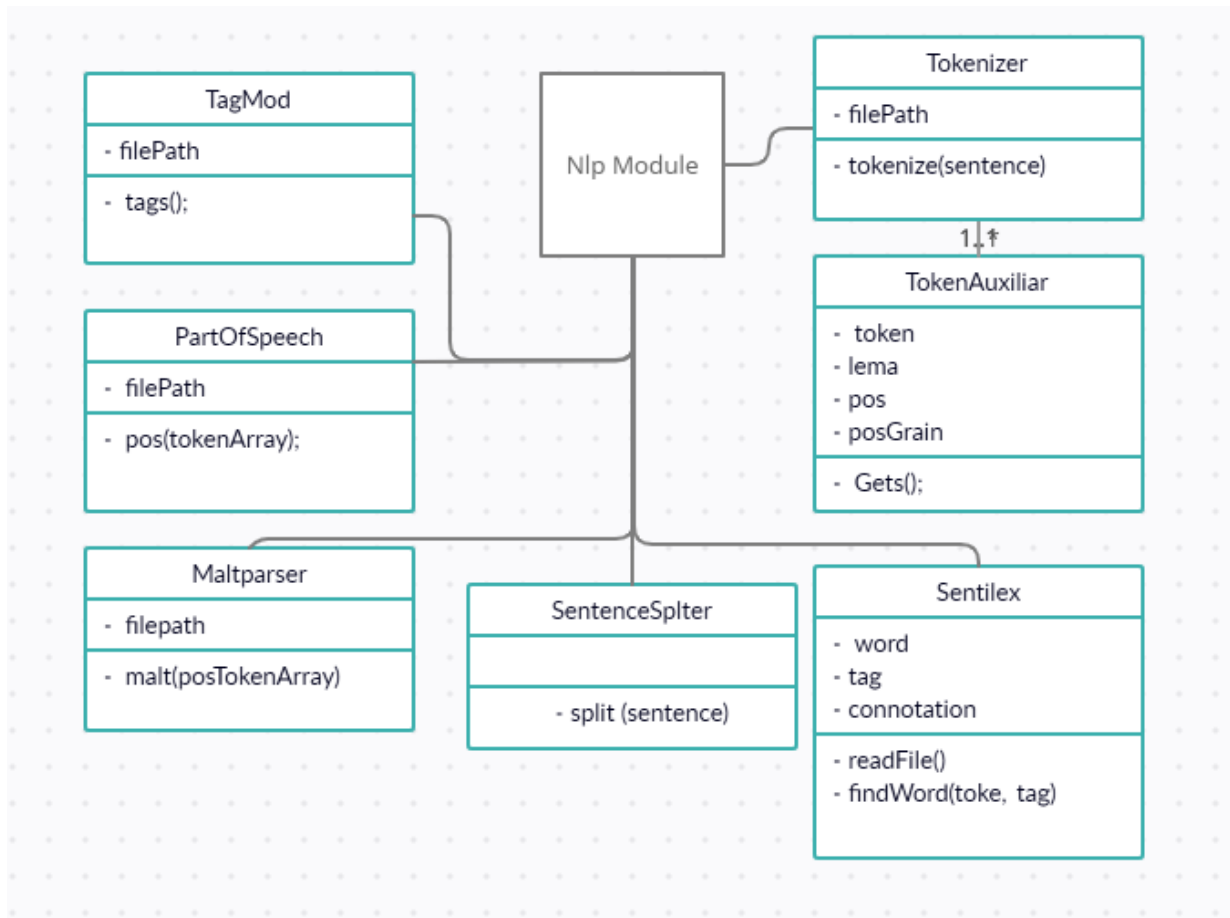 TagMod
- filePath
- tags();
Nlp Module
Tokenizer
- filePath
- tokenize(sentence)
1..*
TokenAuxiliar
- token
- lema
- pos
- posGrain
- Gets();
PartOfSpeech
- filePath
- pos(tokenArray);
Maltparser
- filepath
- malt(posTokenArray)
SentenceSplter
- split (sentence)
Sentilex
- word
- tag
- connotation
- readFile()
- findWord(toke, tag)